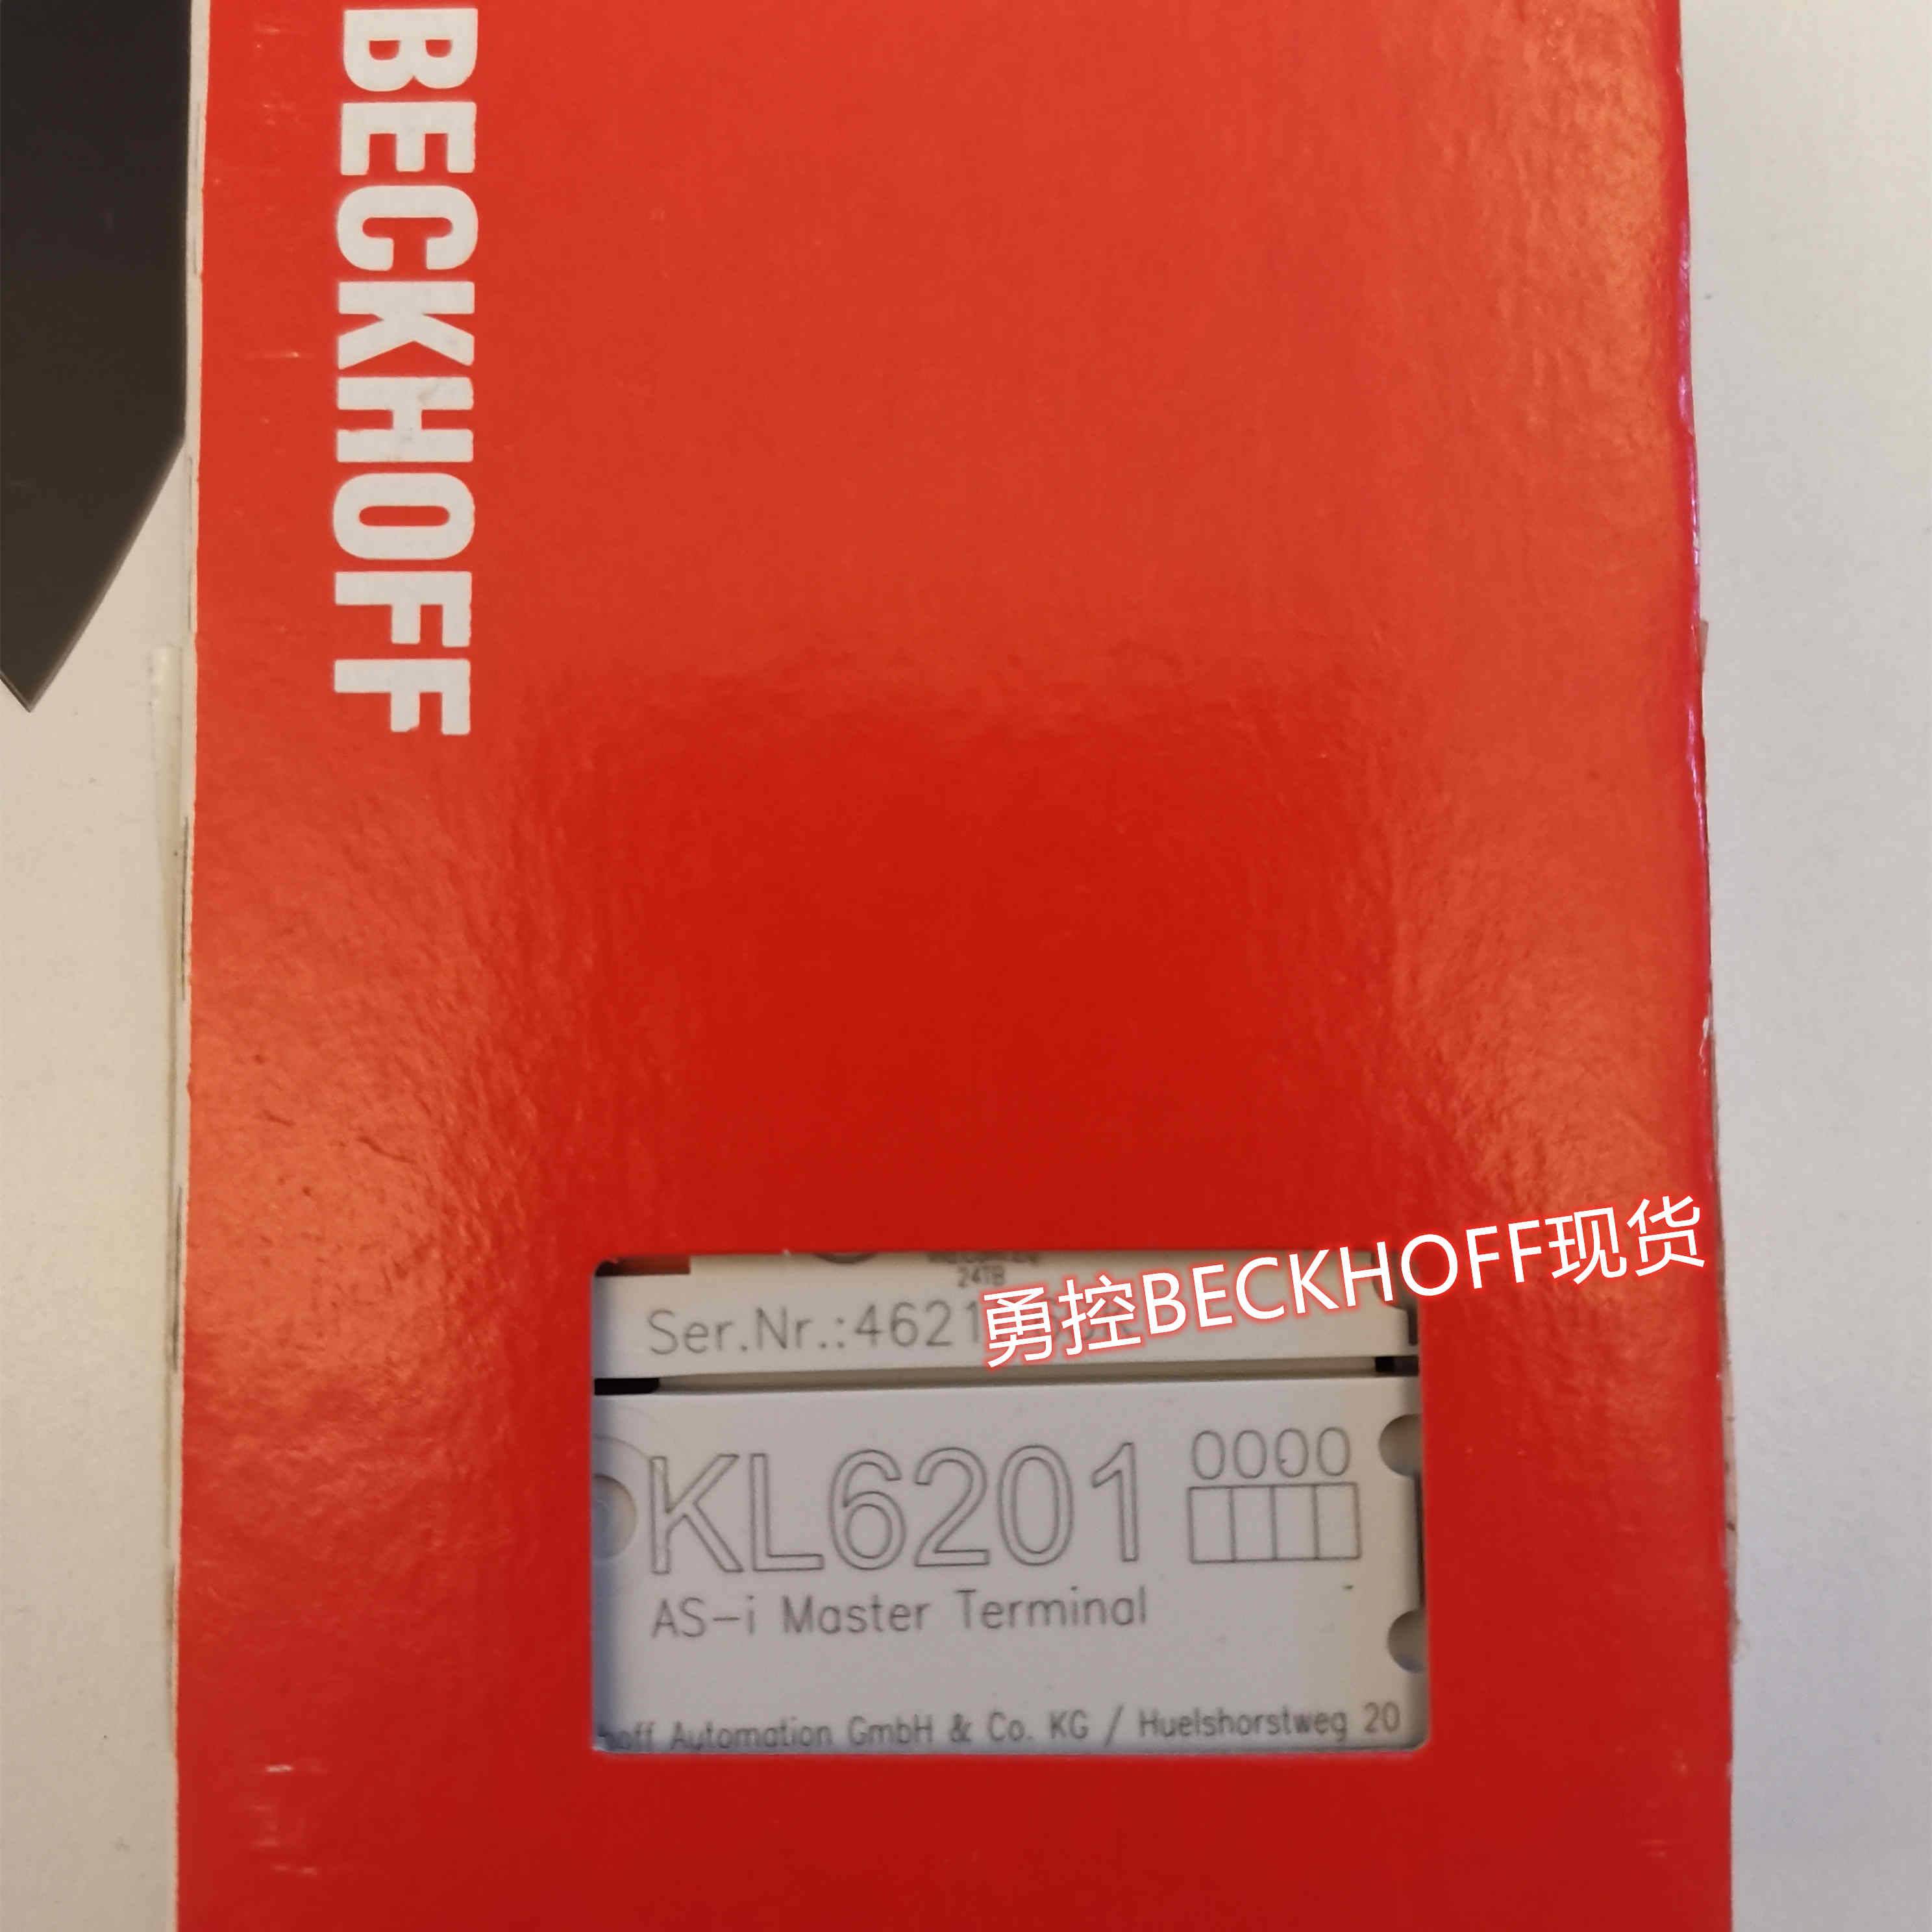 BECKHOFF
24TB
Ser.Nr.:4621
勇控BECKHOFF现货
KL6201
0000
AS-i Master Terminal
Automation GmbH & Co. KG / Huelshorstweg 20